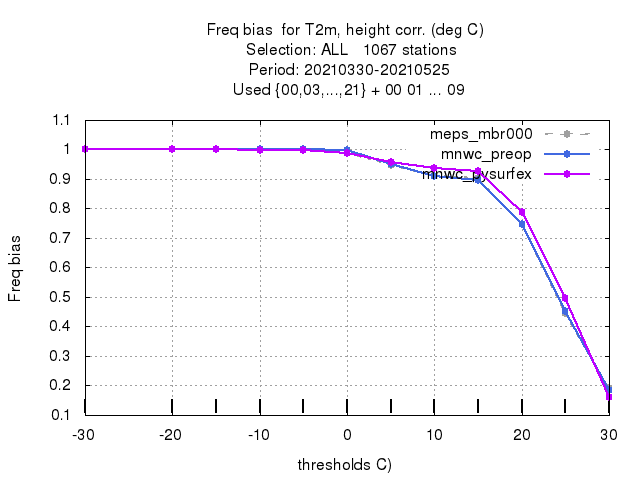 Freq bias  for T2m, height corr. (deg C)
Selection: ALL   1067 stations
Period: 20210330-20210525
Used {00,03,...,21} + 00 01 ... 09
1.1
1
0.9
0.8
0.7
0.6
0.5
0.4
0.3
0.2
0.1
Freq bias
meps_mbr000
mnwc_preop
mnwc_pysurfex
-30 -20 -10 0 10 20 30
thresholds C)